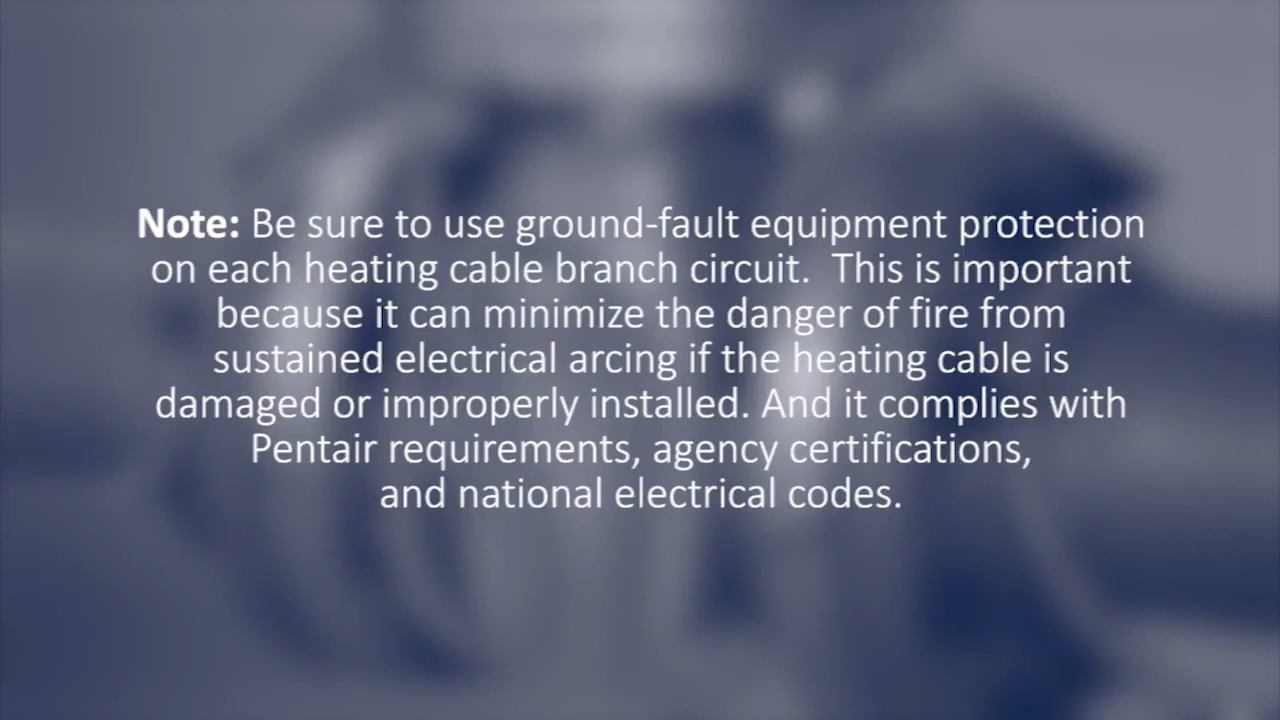 Note: Be sure to use ground-fault equipment protection
on each heating cable branch circuit.  This is important
because it can minimize the danger of fire from
sustained electrical arcing if the heating cable is
damaged or improperly installed. And it complies with
Pentair requirements, agency certifications,
and national electrical codes.